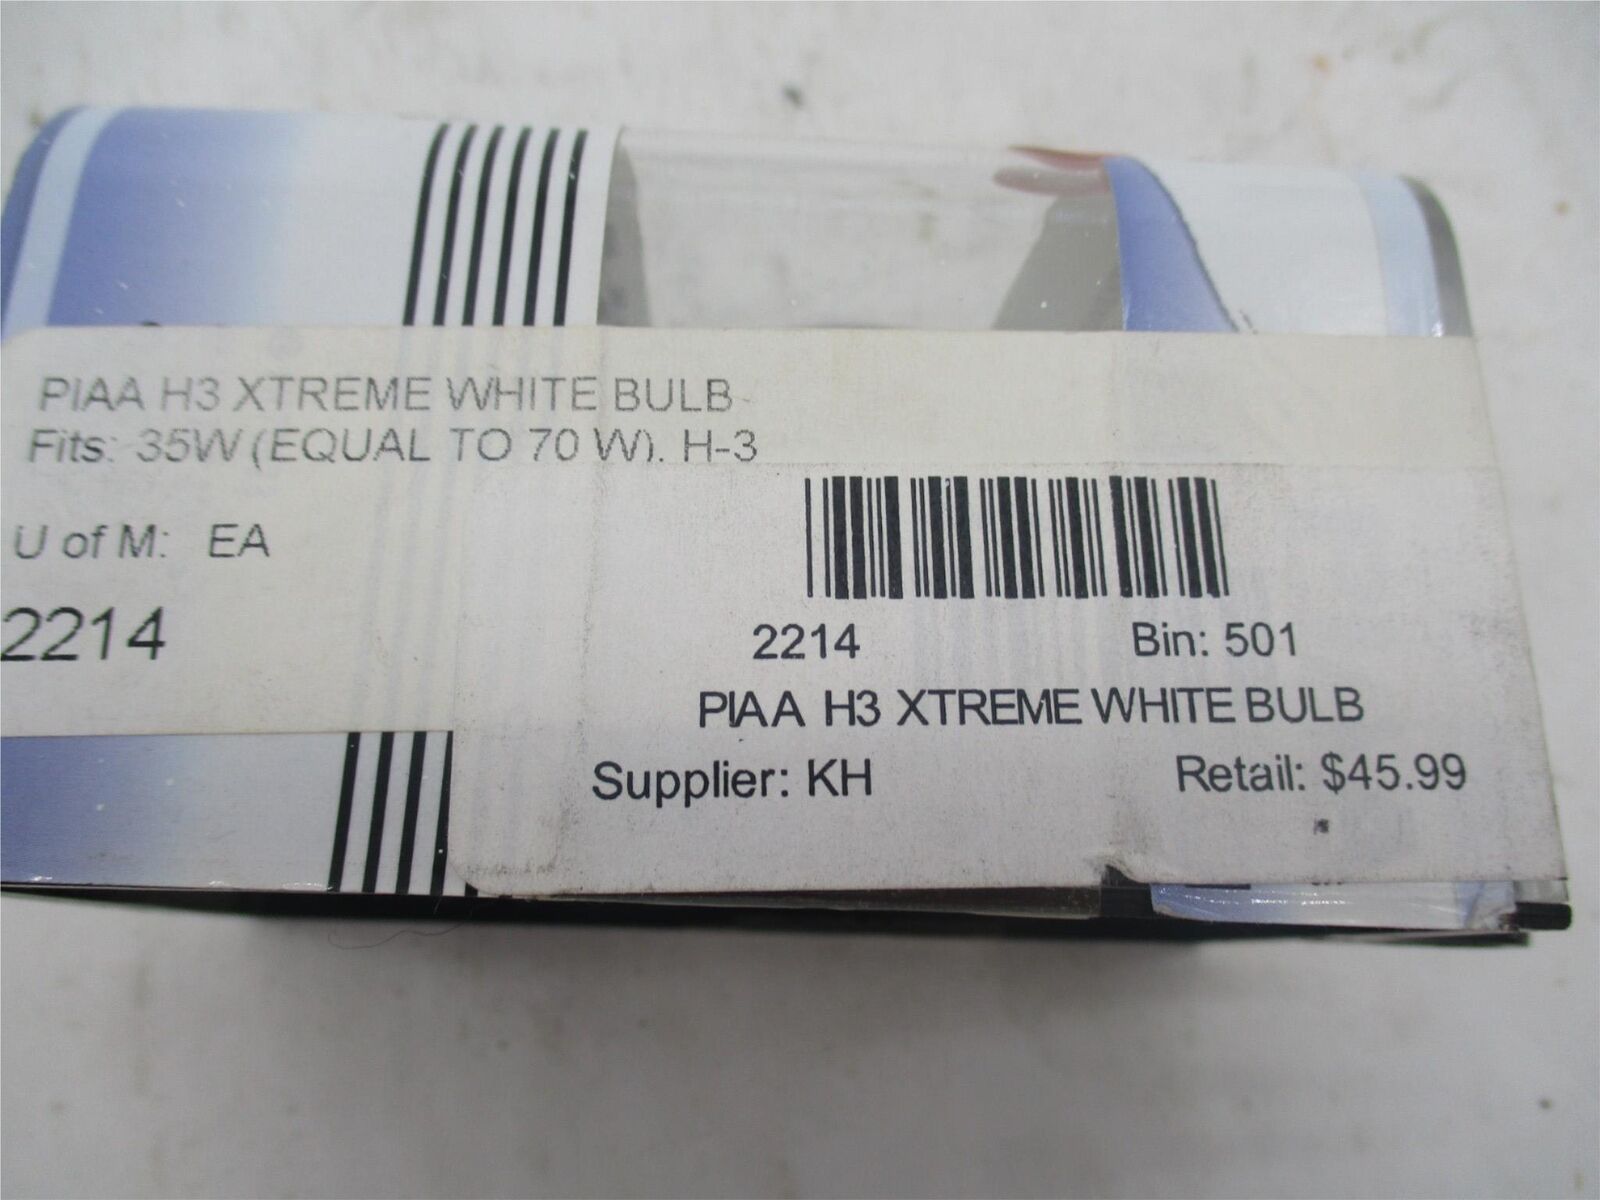 PIAA H3 XTREME WHITE BULB
Fits: 35W (EQUAL TO 70 W). H-3
U of M: EA
2214
2214 Bin: 501
PIAA H3 XTREME WHITE BULB
Supplier: KH Retail: $45.99